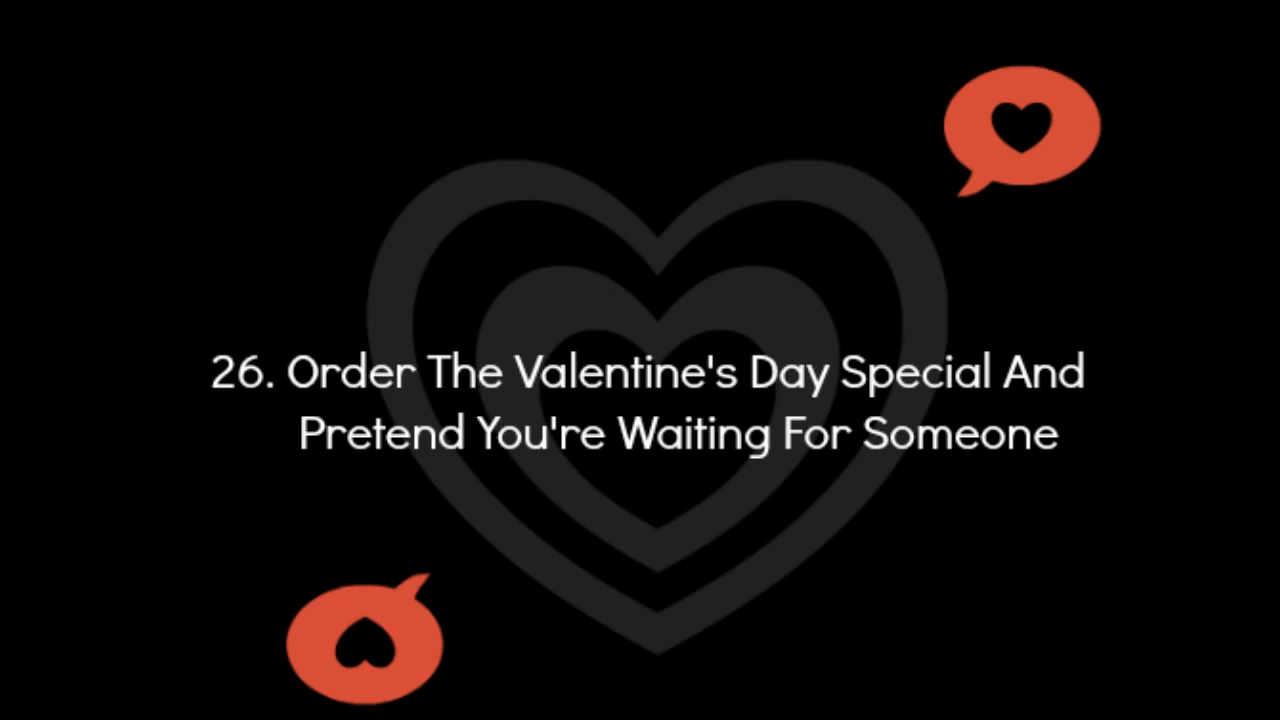 26. Order The Valentine's Day Special And
Pretend You're Waiting For Someone